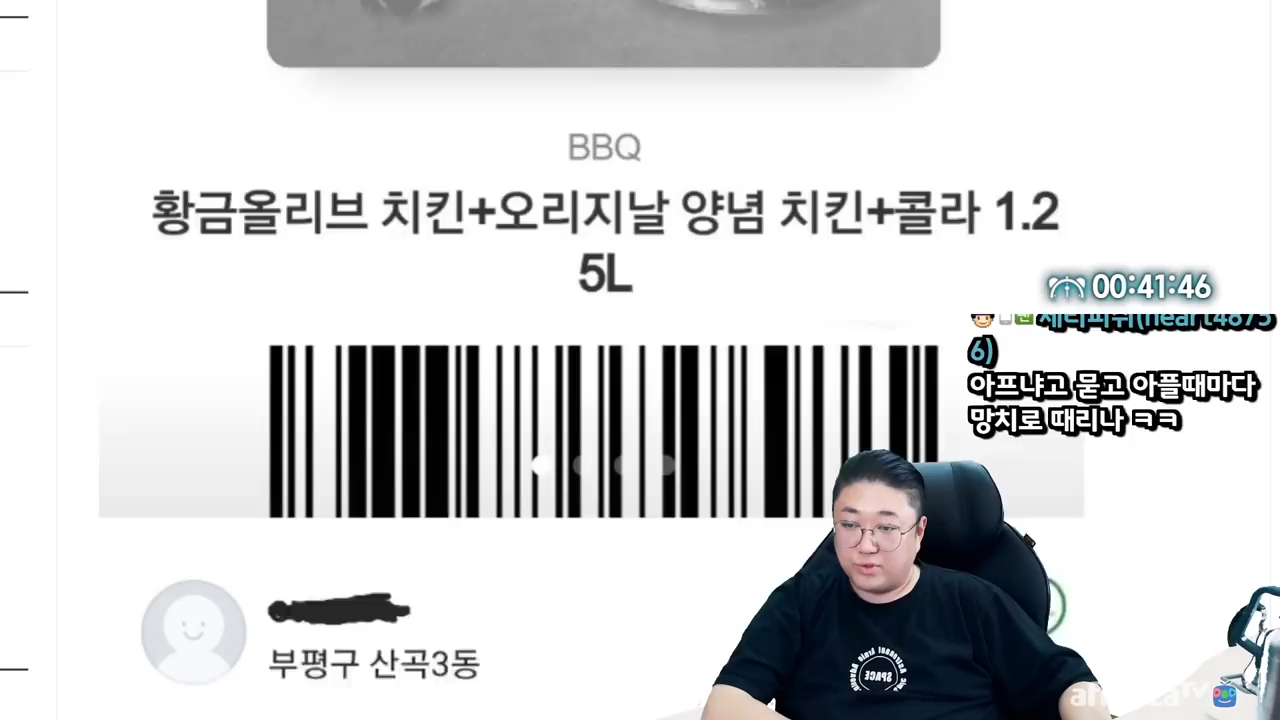 BBQ
황금올리브 치킨+오리지날 양념 치킨+콜라 1.2
5L
00:41:46
6)
아프냐고 묻고 아플때마다
망치로 때리나 ㅋㅋ
SPACE
부평구 산곡3동